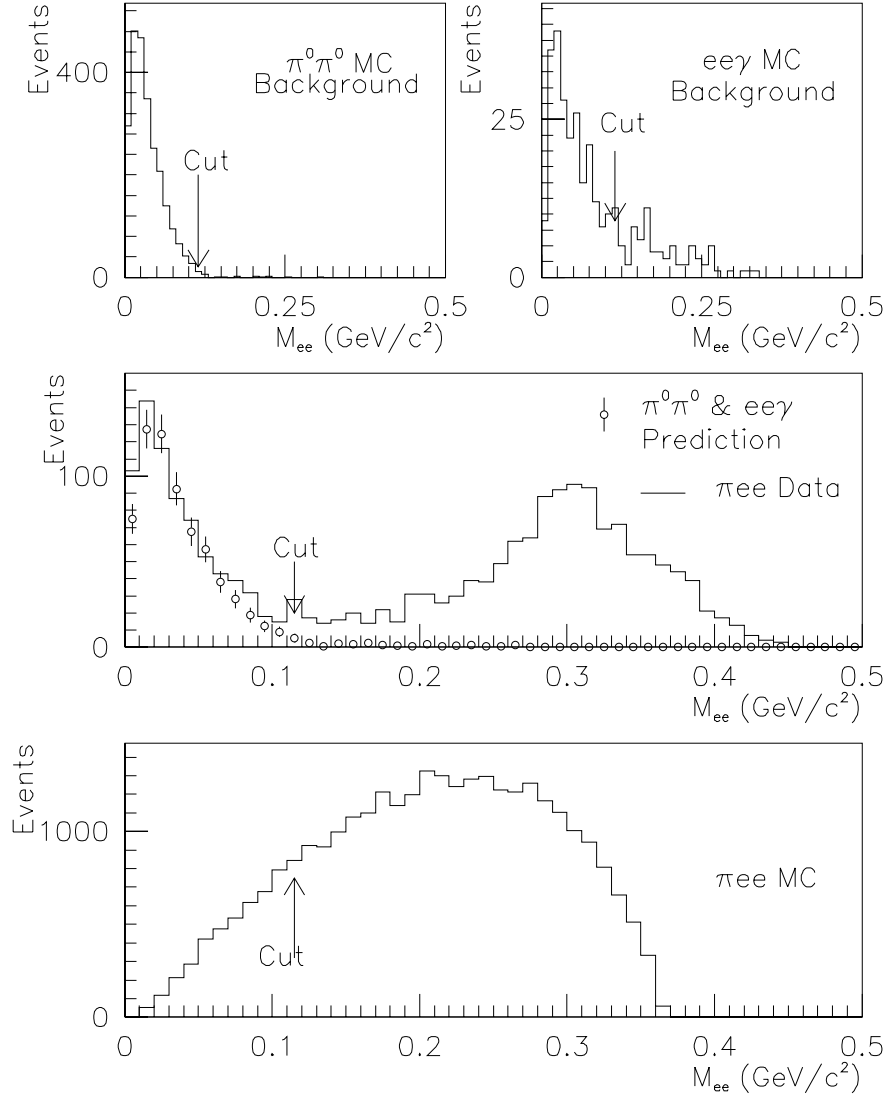 Events
400
0
π⁰π⁰ MC
Background
Cut
0 0.25 0.5
M_ee (GeV/c²)
Events
25
0
eeγ MC
Background
Cut
0 0.25 0.5
M_ee (GeV/c²)
Events
100
0
π⁰π⁰ & eeγ
Prediction
πee Data
Cut
0 0.1 0.2 0.3 0.4 0.5
M_ee (GeV/c²)
Events
1000
0
πee MC
Cut
0 0.1 0.2 0.3 0.4 0.5
M_ee (GeV/c²)